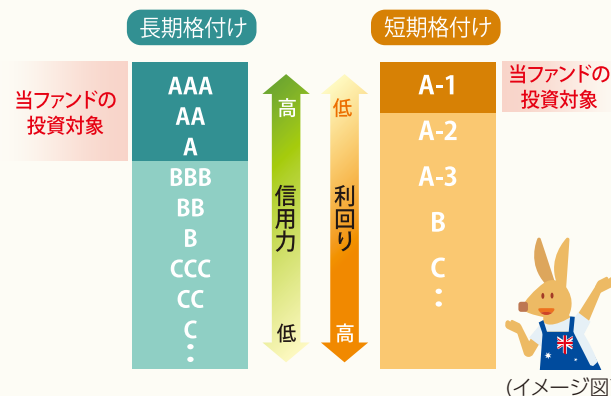 長期格付け
短期格付け
当ファンドの
投資対象
AAA
AA
A
BBB
BB
B
CCC
CC
C
:
高
信用力
低
低
利回り
高
A-1
A-2
A-3
B
C
:
当ファンドの
投資対象
(イメージ図